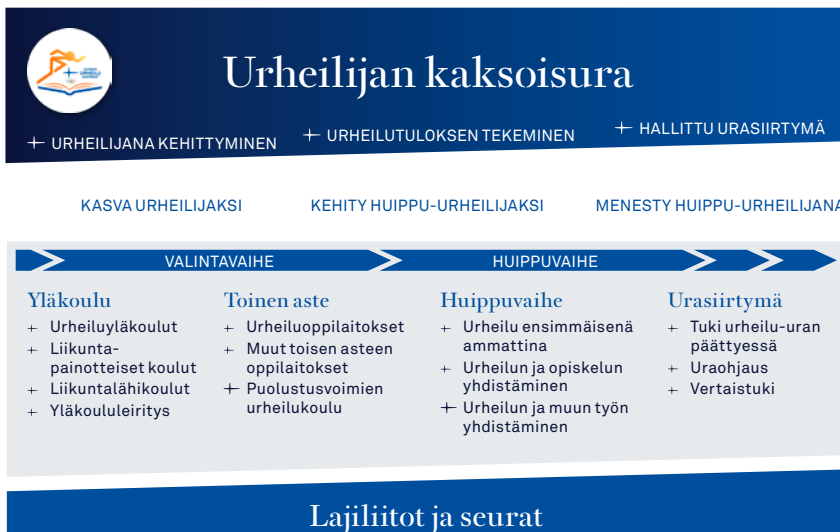 Urheilijan kaksoisura
+ URHEILIJANA KEHITTYMINEN
+ URHEILUTULOKSEN TEKEMINEN
+ HALLITTU URASIIRTYMÄ
KASVA URHEILIJAKSI
KEHITY HUIPPU-URHEILIJAKSI
MENESTY HUIPPU-URHEILIJANA
VALINTAVAIHE
HUIPPUVAIHE
Yläkoulu
+ Urheiluyläkoulut
+ Liikunta-
painotteiset koulut
+ Liikuntalähikoulut
+ Yläkoululeiritys
Toinen aste
+ Urheiluoppilaitokset
+ Muut toisen asteen
oppilaitokset
+ Puolustusvoimien
urheilukoulu
Huippuvaihe
+ Urheilu ensimmäisenä
ammattina
+ Urheilun ja opiskelun
yhdistäminen
+ Urheilun ja muun työn
yhdistäminen
Urasiirtymä
+ Tuki urheilu-uran
päättyessä
+ Uraohjaus
+ Vertaistuki
Lajiliitot ja seurat